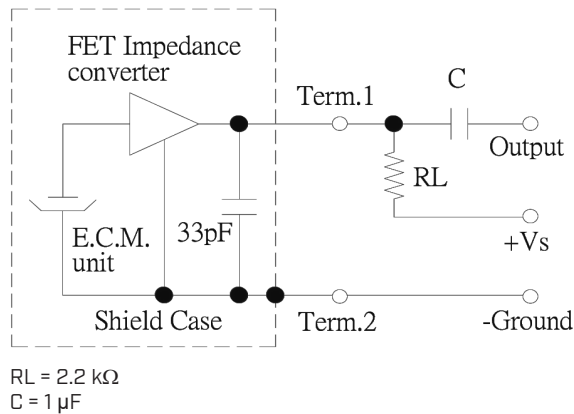 FET Impedance
converter
Term.1
C
Output
RL
+Vs
E.C.M.
unit
33pF
Shield Case
Term.2
-Ground
RL = 2.2 kΩ
C = 1 µF